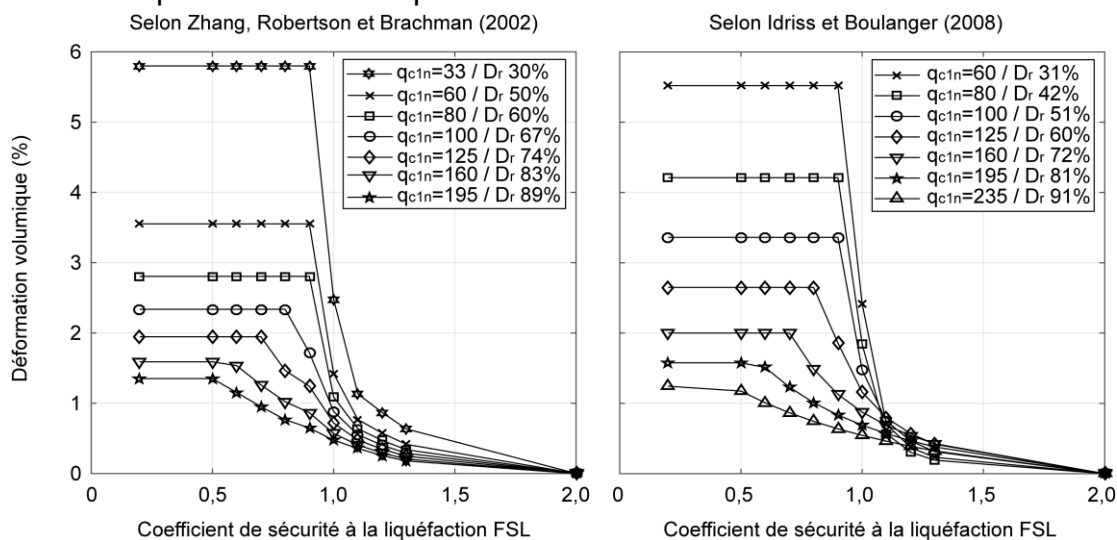 Selon Zhang, Robertson et Brachman (2002)
6
5
4
3
2
1
0
Déformation volumique (%)
qc1n=33 / Dr 30%
qc1n=60 / Dr 50%
qc1n=80 / Dr 60%
qc1n=100 / Dr 67%
qc1n=125 / Dr 74%
qc1n=160 / Dr 83%
qc1n=195 / Dr 89%
0 0,5 1,0 1,5 2,0
Coefficient de sécurité à la liquéfaction FSL
Selon Idriss et Boulanger (2008)
qc1n=60 / Dr 31%
qc1n=80 / Dr 42%
qc1n=100 / Dr 51%
qc1n=125 / Dr 60%
qc1n=160 / Dr 72%
qc1n=195 / Dr 81%
qc1n=235 / Dr 91%
0 0,5 1,0 1,5 2,0
Coefficient de sécurité à la liquéfaction FSL